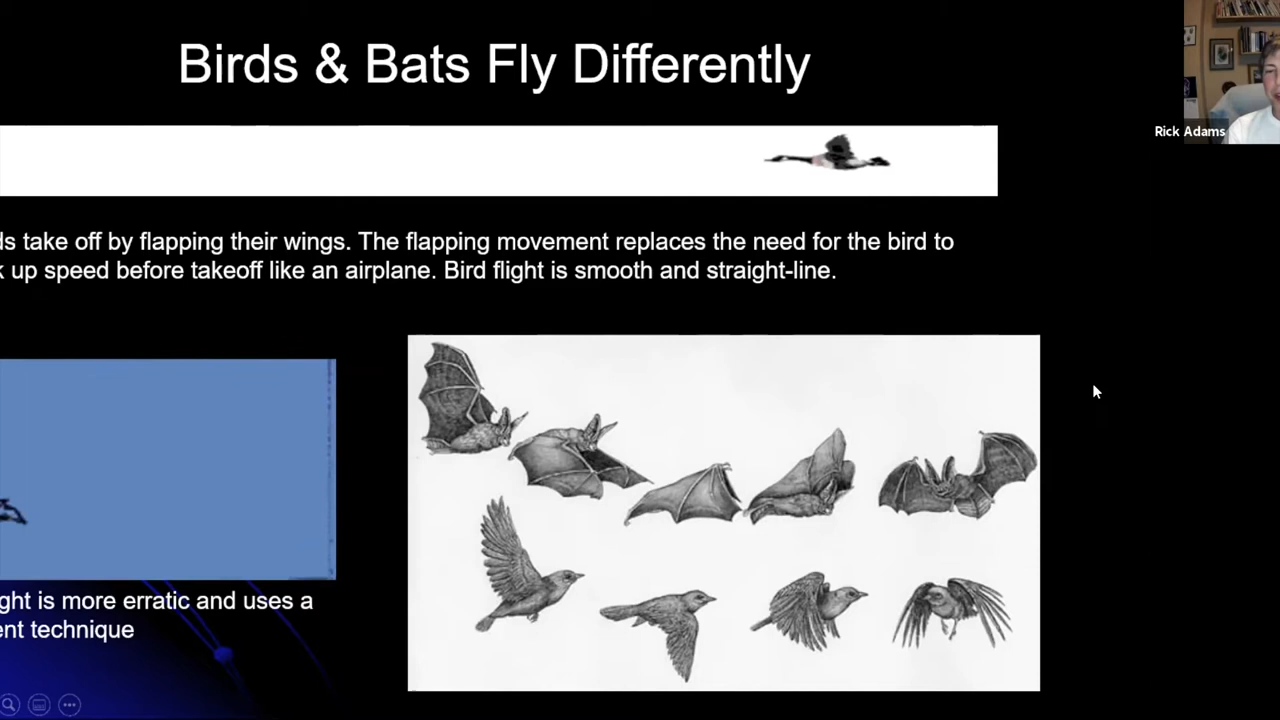 Birds & Bats Fly Differently
Rick Adams
ds take off by flapping their wings. The flapping movement replaces the need for the bird to
k up speed before takeoff like an airplane. Bird flight is smooth and straight-line.
ght is more erratic and uses a
ent technique